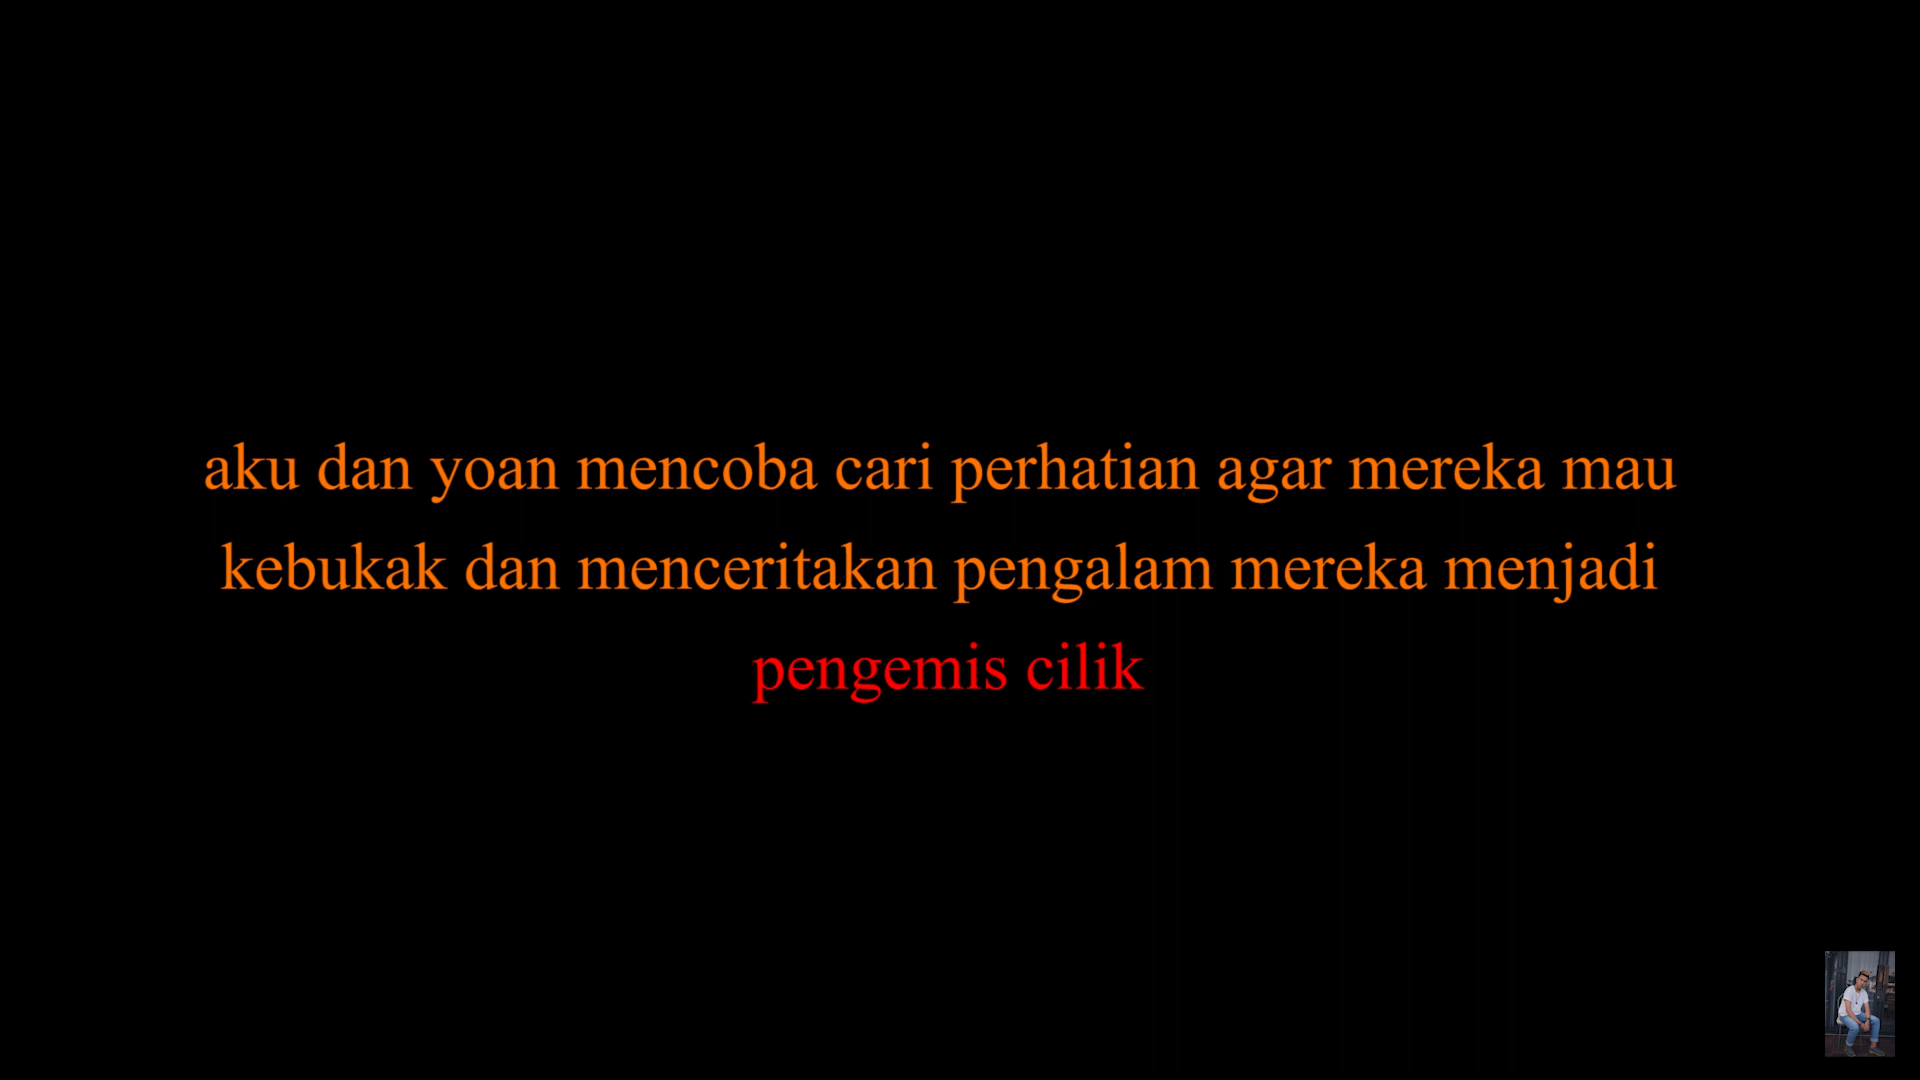 aku dan yoan mencoba cari perhatian agar mereka mau
kebukak dan menceritakan pengalam mereka menjadi
pengemis cilik